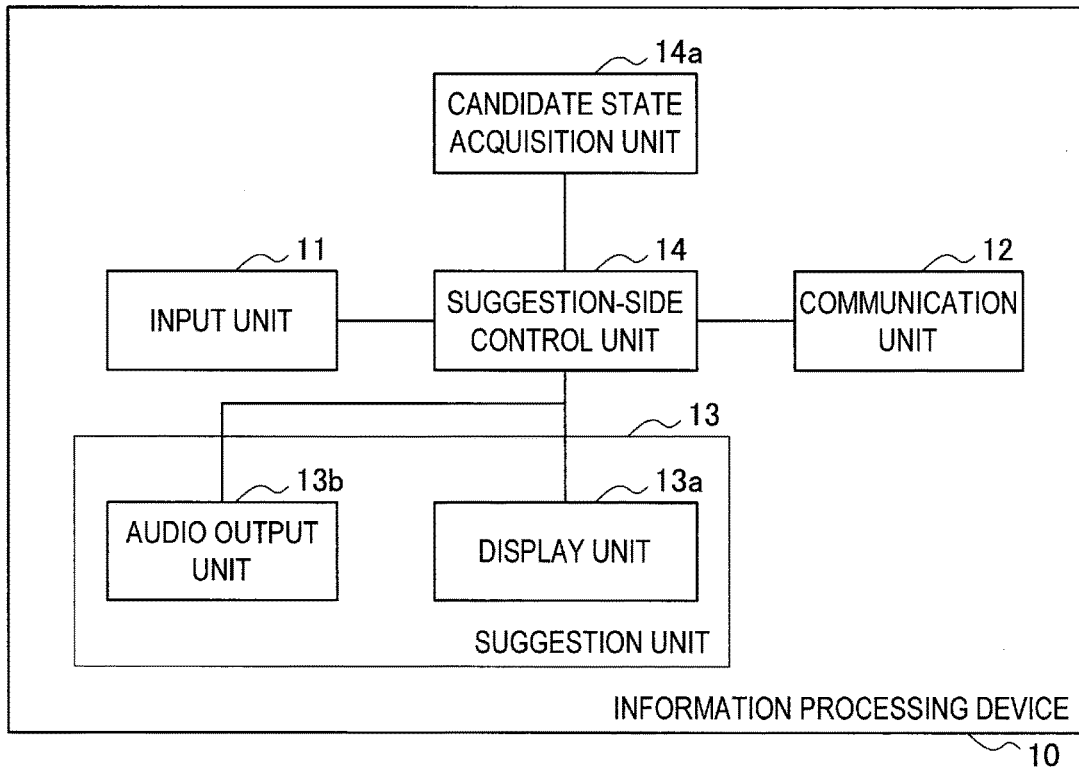 14a
CANDIDATE STATE
ACQUISITION UNIT
11
INPUT UNIT
14
SUGGESTION-SIDE
CONTROL UNIT
12
COMMUNICATION
UNIT
13
13b
AUDIO OUTPUT
UNIT
13a
DISPLAY UNIT
SUGGESTION UNIT
INFORMATION PROCESSING DEVICE
10